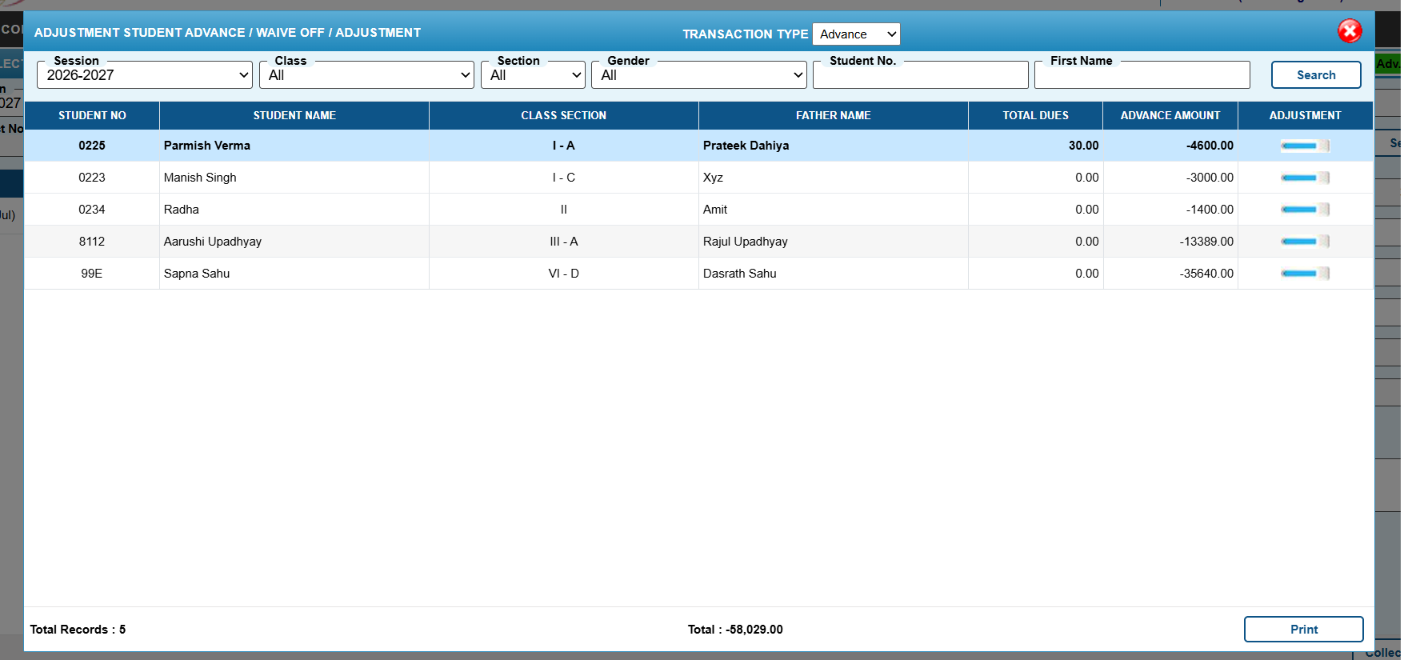 ADJUSTMENT STUDENT ADVANCE / WAIVE OFF / ADJUSTMENT TRANSACTION TYPE Advance
Session Class Section Gender Student No. First Name
2026-2027 All All All Search
STUDENT NO STUDENT NAME CLASS SECTION FATHER NAME TOTAL DUES ADVANCE AMOUNT ADJUSTMENT
0225 Parmish Verma I - A Prateek Dahiya 30.00 -4600.00
0223 Manish Singh I - C Xyz 0.00 -3000.00
0234 Radha II Amit 0.00 -1400.00
8112 Aarushi Upadhyay III - A Rajul Upadhyay 0.00 -13389.00
99E Sapna Sahu VI - D Dasrath Sahu 0.00 -35640.00
Total Records : 5 Total : -58,029.00 Print